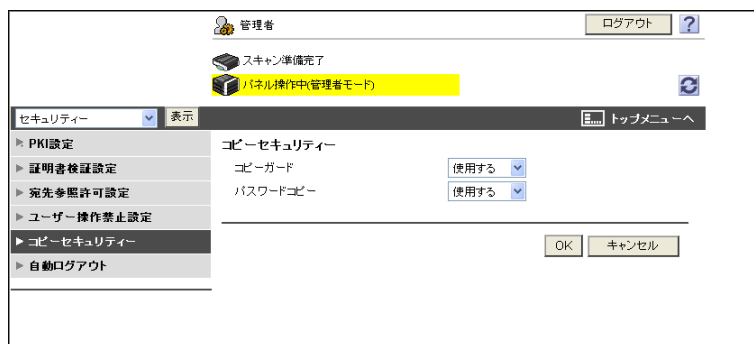 管理者
ログアウト ?
スキャン準備完了
パネル操作中(管理者モード)
セキュリティー 表示
トップメニューへ
PKI設定
証明書検証設定
宛先参照許可設定
ユーザー操作禁止設定
コピーセキュリティー
自動ログアウト
コピーセキュリティー
コピーガード 使用する
パスワードコピー 使用する
OK キャンセル